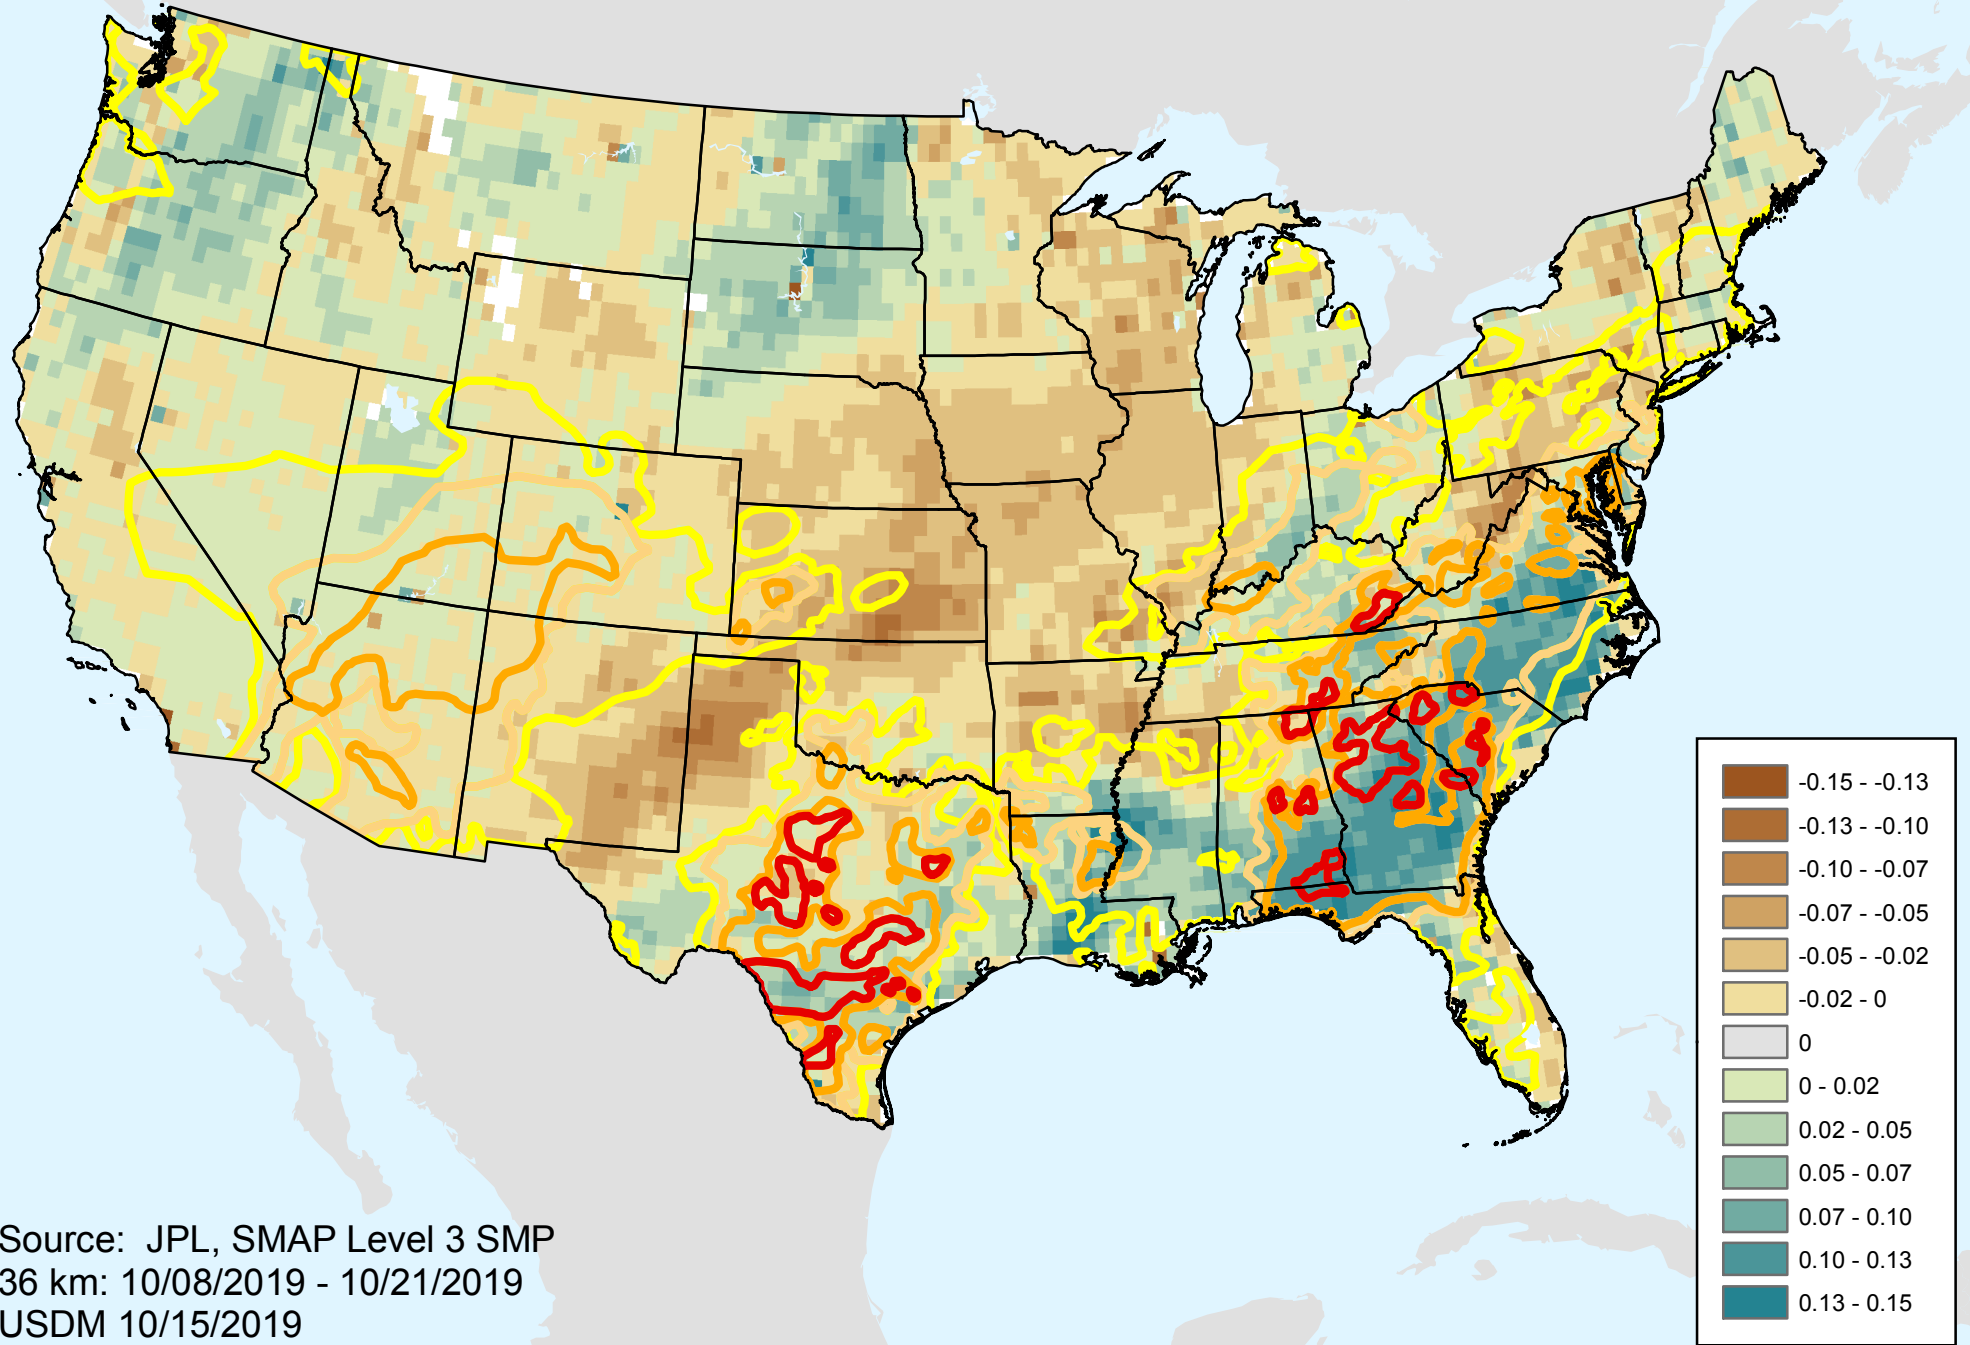 -0.15 - -0.13
-0.13 - -0.10
-0.10 - -0.07
-0.07 - -0.05
-0.05 - -0.02
-0.02 - 0
0
0 - 0.02
0.02 - 0.05
0.05 - 0.07
0.07 - 0.10
0.10 - 0.13
0.13 - 0.15
Source: JPL, SMAP Level 3 SMP
36 km: 10/08/2019 - 10/21/2019
USDM 10/15/2019